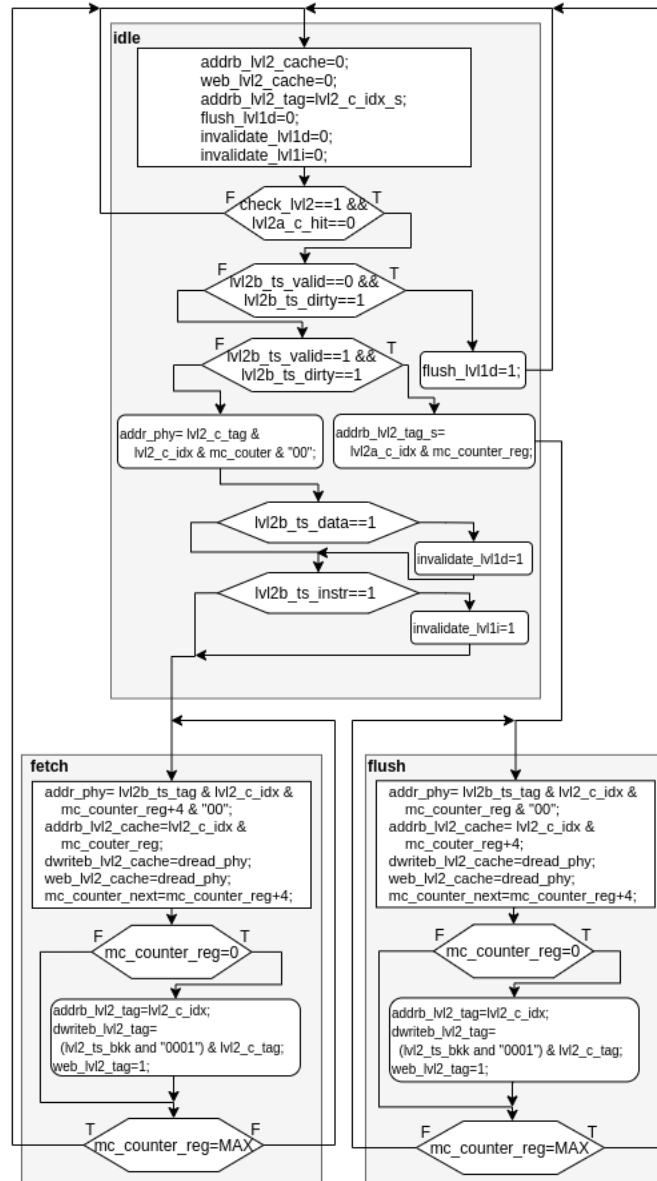 idle
addrb_lvl2_cache=0;
web_lvl2_cache=0;
addrb_lvl2_tag=lvl2_c_idx_s;
flush_lvl1d=0;
invalidate_lvl1d=0;
invalidate_lvl1i=0;
F
T
check_lvl2==1 &&
lvl2a_c_hit==0
F
T
lvl2b_ts_valid==0 &&
lvl2b_ts_dirty==1
F
T
lvl2b_ts_valid==1 &&
lvl2b_ts_dirty==1
flush_lvl1d=1;
addr_phy= lvl2_c_tag &
lvl2_c_idx & mc_couter & "00";
addrb_lvl2_tag_s=
lvl2a_c_idx & mc_counter_reg;
lvl2b_ts_data==1
invalidate_lvl1d=1
lvl2b_ts_instr==1
invalidate_lvl1i=1
fetch
addr_phy= lvl2b_ts_tag & lvl2_c_idx &
mc_counter_reg+4 & "00";
addrb_lvl2_cache=lvl2_c_idx &
mc_couter_reg;
dwriteb_lvl2_cache=dread_phy;
web_lvl2_cache=dread_phy;
mc_counter_next=mc_counter_reg+4;
F
T
mc_counter_reg=0
addrb_lvl2_tag=lvl2_c_idx;
dwriteb_lvl2_tag=
(lvl2_ts_bkk and "0001") & lvl2_c_tag;
web_lvl2_tag=1;
T
F
mc_counter_reg=MAX
flush
addr_phy= lvl2b_ts_tag & lvl2_c_idx &
mc_counter_reg & "00";
addrb_lvl2_cache= lvl2_c_idx &
mc_couter_reg+4;
dwriteb_lvl2_cache=dread_phy;
web_lvl2_cache=dread_phy;
mc_counter_next=mc_counter_reg+4;
F
T
mc_counter_reg=0
addrb_lvl2_tag=lvl2_c_idx;
dwriteb_lvl2_tag=
(lvl2_ts_bkk and "0001") & lvl2_c_tag;
web_lvl2_tag=1;
F
T
mc_counter_reg=MAX